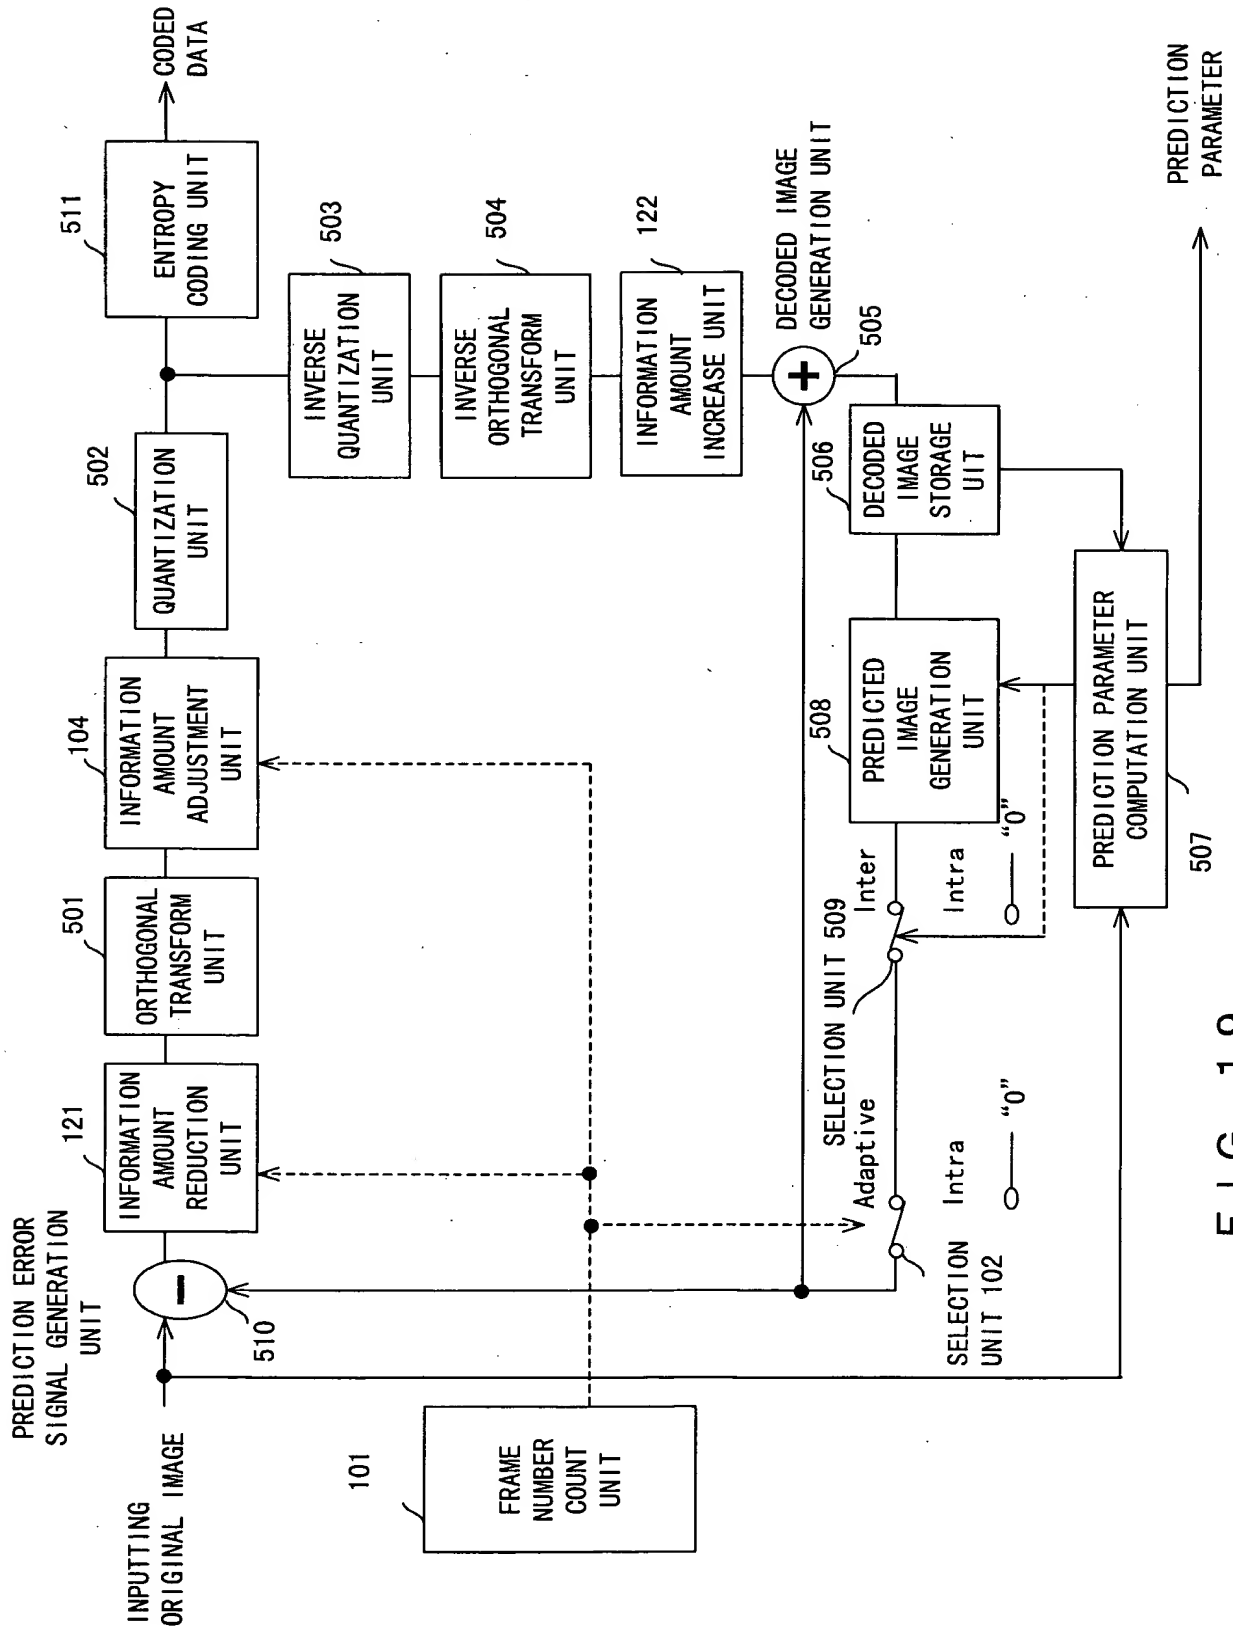 PREDICTION ERROR
SIGNAL GENERATION
UNIT
INPUTTING
ORIGINAL IMAGE
510
121
INFORMATION
AMOUNT
REDUCTION
UNIT
501
ORTHOGONAL
TRANSFORM
UNIT
104
INFORMATION
AMOUNT
ADJUSTMENT
UNIT
502
QUANTIZATION
UNIT
511
ENTROPY
CODING UNIT
CODED
DATA
503
INVERSE
QUANTIZATION
UNIT
504
INVERSE
ORTHOGONAL
TRANSFORM
UNIT
122
INFORMATION
AMOUNT
INCREASE UNIT
DECODED IMAGE
GENERATION UNIT
505
506
DECODED
IMAGE
STORAGE
UIT
508
PREDICTED
IMAGE
GENERATION
UNIT
101
FRAME
NUMBER
COUNT
UNIT
SELECTION UNIT 509
Inter
Intra
"0"
Adaptive
Intra
"0"
SELECTION
UNIT 102
PREDICTION PARAMETER
COMPUTATION UNIT
507
PREDICTION
PARAMETER